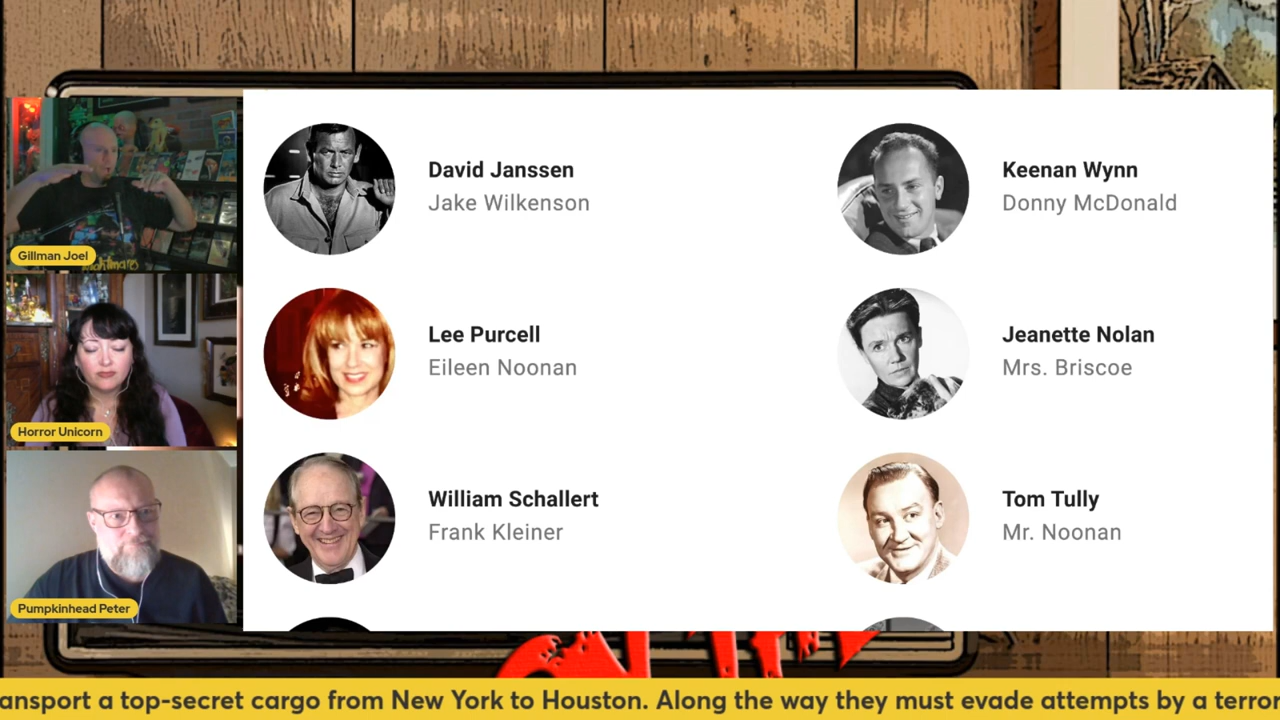 David Janssen
Jake Wilkenson
Keenan Wynn
Donny McDonald
Lee Purcell
Eileen Noonan
Jeanette Nolan
Mrs. Briscoe
William Schallert
Frank Kleiner
Tom Tully
Mr. Noonan
Gillman Joel
Horror Unicorn
Pumpkinhead Peter
ansport a top-secret cargo from New York to Houston. Along the way they must evade attempts by a terror